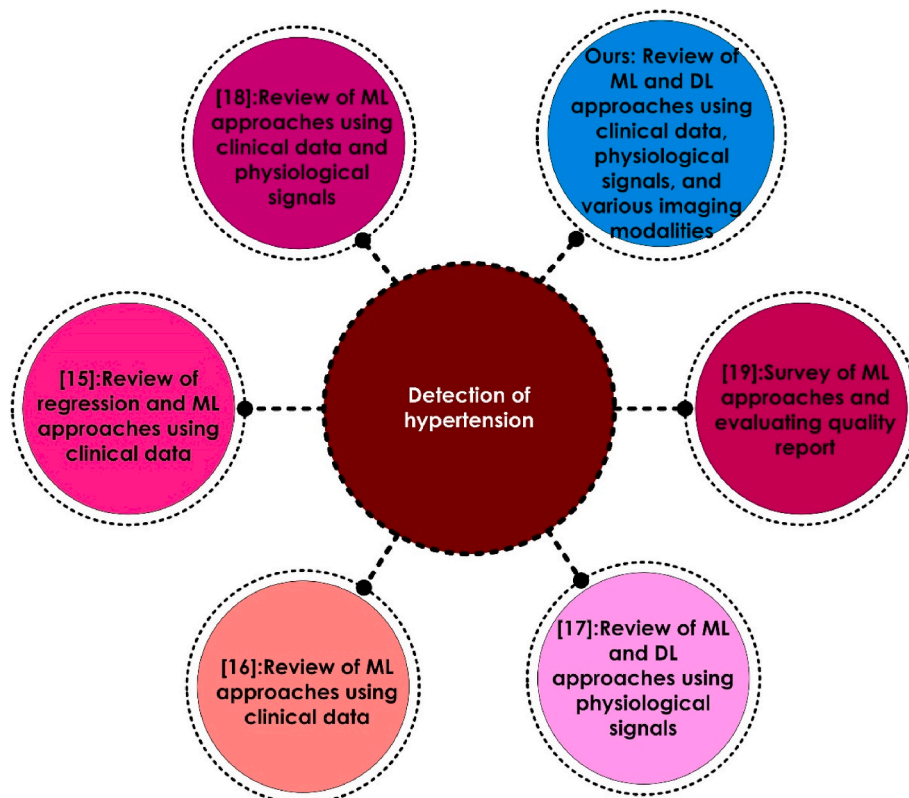 [18]:Review of ML
approaches using
clinical data and
physiological
signals
Ours: Review of
ML and DL
approaches using
clinical data,
physiological
signals, and
various imaging
modalities
[15]:Review of
regression and ML
approaches using
clinical data
Detection of
hypertension
[19]:Survey of ML
approaches and
evaluating quality
report
[16]:Review of ML
approaches using
clinical data
[17]:Review of ML
and DL
approaches using
physiological
signals